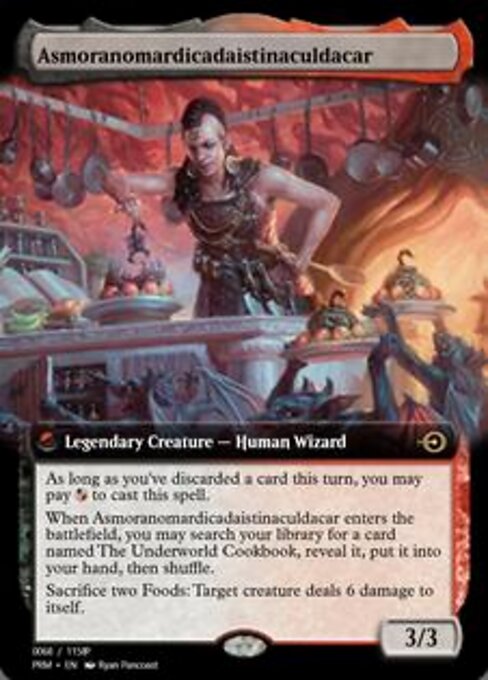 Asmoranomardicadaistinaculdacar
Legendary Creature — Human Wizard
As long as you've discarded a card this turn, you may
pay to cast this spell.
When Asmoranomardicadaistinaculdacar enters the
battlefield, you may search your library for a card
named The Underworld Cookbook, reveal it, put it into
your hand, then shuffle.
Sacrifice two Foods: Target creature deals 6 damage to
itself.
3/3
PRM • EN Ryan Pancoast